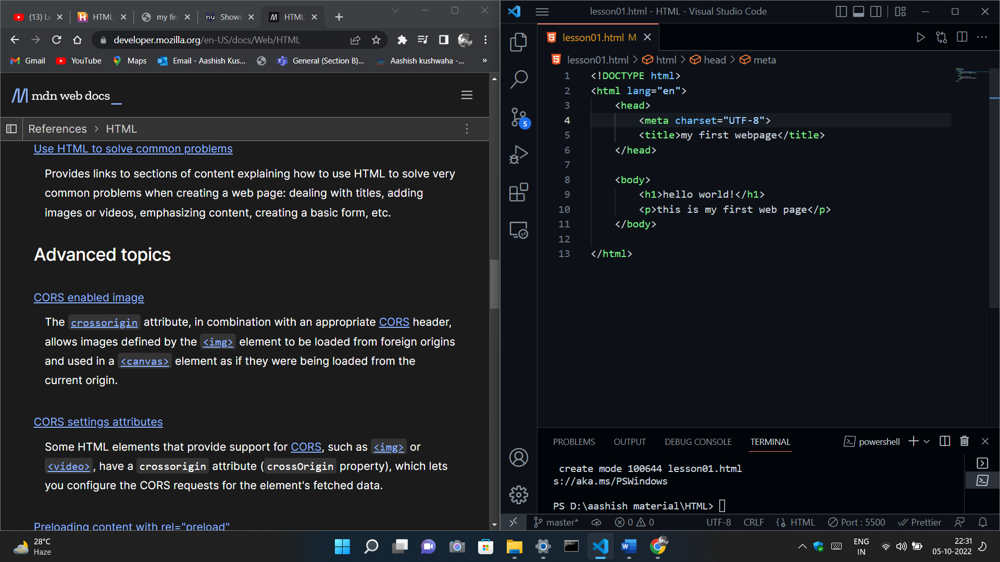 (13) Le
HTML
my firs
Showin
HTML:
developer.mozilla.org/en-US/docs/Web/HTML
Gmail
YouTube
Maps
Email - Aashish Kus...
General (Section B)...
Aashish kushwaha -...
»
mdn web docs_
References > HTML
Use HTML to solve common problems
Provides links to sections of content explaining how to use HTML to solve very
common problems when creating a web page: dealing with titles, adding
images or videos, emphasizing content, creating a basic form, etc.
Advanced topics
CORS enabled image
The crossorigin attribute, in combination with an appropriate CORS header,
allows images defined by the <img> element to be loaded from foreign origins
and used in a <canvas> element as if they were being loaded from the
current origin.
CORS settings attributes
Some HTML elements that provide support for CORS, such as <img> or
<video>, have a crossorigin attribute (crossOrigin property), which lets
you configure the CORS requests for the element's fetched data.
Preloading content with rel="preload"
lesson01.html - HTML - Visual Studio Code
lesson01.html M
lesson01.html > html > head > meta
5
1 <!DOCTYPE html>
2 <html lang="en">
3 <head>
4 <meta charset="UTF-8">
5 <title>my first webpage</title>
6 </head>
7
8 <body>
9 <h1>hello world!</h1>
10 <p>this is my first web page</p>
11 </body>
12
13 </html>
PROBLEMS OUTPUT DEBUG CONSOLE TERMINAL
powershell
create mode 100644 lesson01.html
s://aka.ms/PSWindows
PS D:\aashish material\HTML>
master*
0
0
UTF-8 CRLF HTML Port : 5500 Prettier
28°C
Haze
ENG
IN
22:31
05-10-2022